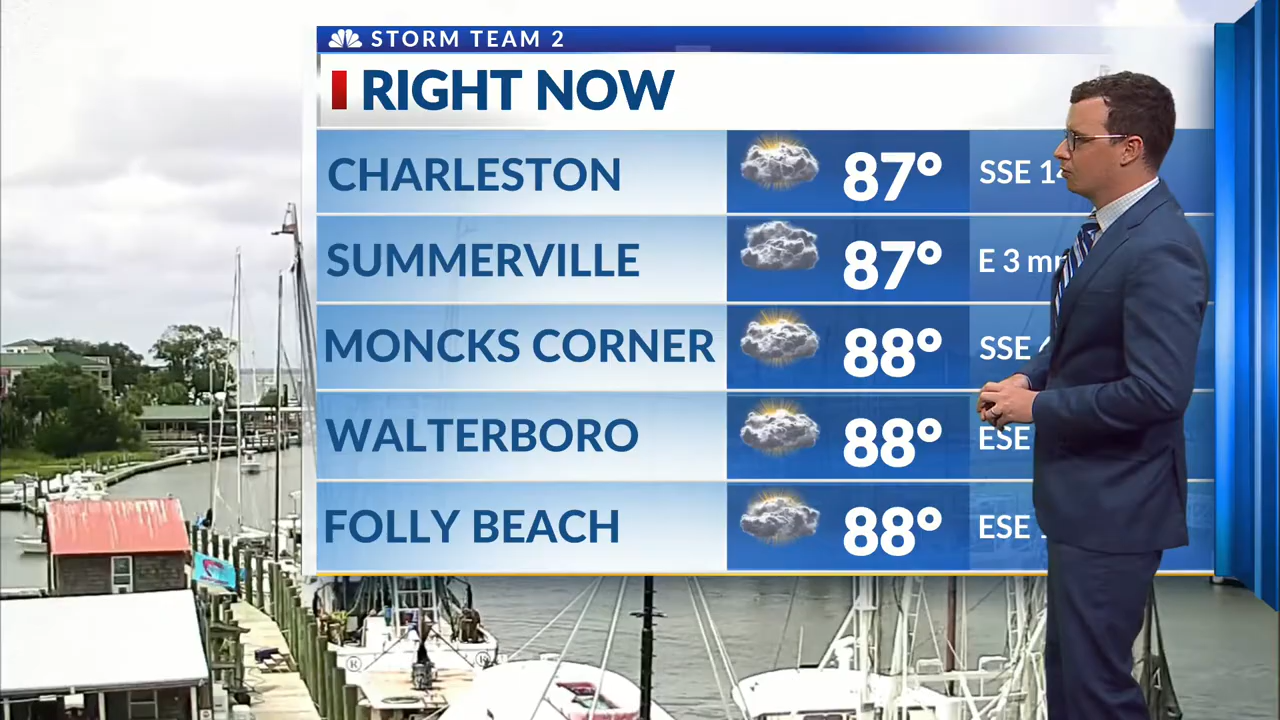 STORM TEAM 2
RIGHT NOW
CHARLESTON 87° SSE
SUMMERVILLE 87° E 3
MONCKS CORNER 88° SSE
WALTERBORO 88° ESE
FOLLY BEACH 88° ESE